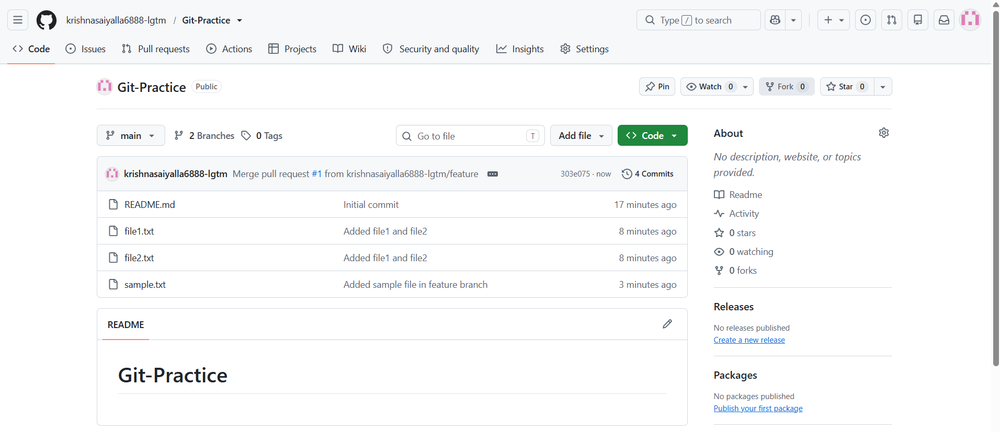 krishnasaiyalla6888-lgtm / Git-Practice
Type / to search
Code Issues Pull requests Actions Projects Wiki Security and quality Insights Settings
Git-Practice Public
Pin Watch 0 Fork 0 Star 0
main 2 Branches 0 Tags Go to file T Add file Code
krishnasaiyalla6888-lgtm Merge pull request #1 from krishnasaiyalla6888-lgtm/feature 303e075 · now 4 Commits
README.md Initial commit 17 minutes ago
file1.txt Added file1 and file2 8 minutes ago
file2.txt Added file1 and file2 8 minutes ago
sample.txt Added sample file in feature branch 3 minutes ago
README
Git-Practice
About
No description, website, or topics
provided.
Readme
Activity
0 stars
0 watching
0 forks
Releases
No releases published
Create a new release
Packages
No packages published
Publish your first package